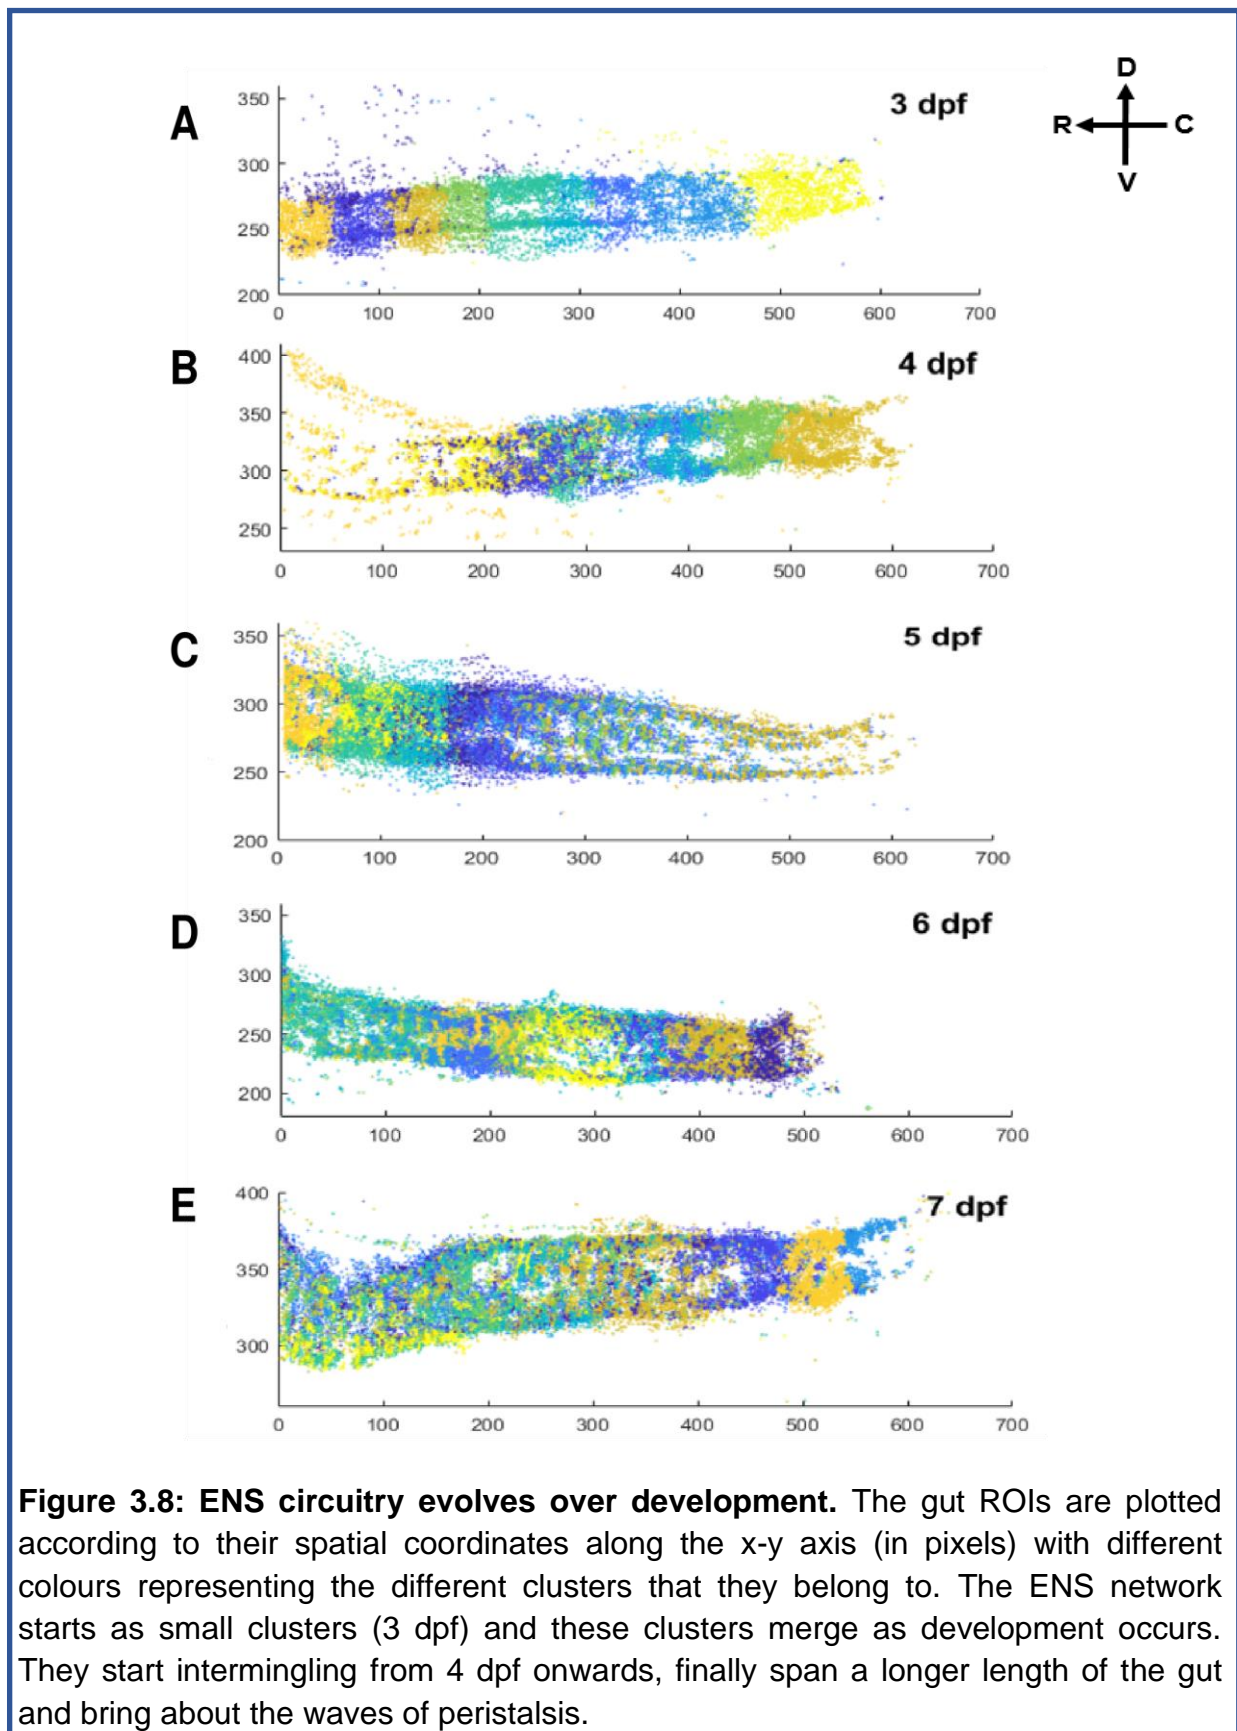 A
3 dpf
D
R
C
V
350
300
250
200
0 100 200 300 400 500 600 700
B
4 dpf
400
350
300
250
0 100 200 300 400 500 600 700
C
5 dpf
350
300
250
200
0 100 200 300 400 500 600 700
D
6 dpf
350
300
250
200
0 100 200 300 400 500 600 700
E
7 dpf
400
350
300
0 100 200 300 400 500 600 700
Figure 3.8: ENS circuitry evolves over development. The gut ROIs are plotted
according to their spatial coordinates along the x-y axis (in pixels) with different
colours representing the different clusters that they belong to. The ENS network
starts as small clusters (3 dpf) and these clusters merge as development occurs.
They start intermingling from 4 dpf onwards, finally span a longer length of the gut
and bring about the waves of peristalsis.